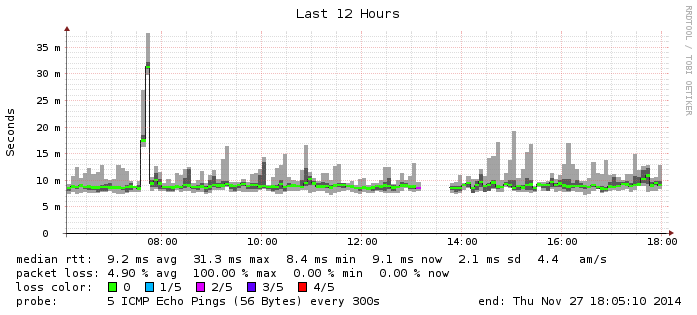 Last 12 Hours
RRDTOOL / TOBI OETIKER
Seconds
35 m
30 m
25 m
20 m
15 m
10 m
5 m
0
08:00 10:00 12:00 14:00 16:00 18:00
median rtt: 9.2 ms avg 31.3 ms max 8.4 ms min 9.1 ms now 2.1 ms sd 4.4 am/s
packet loss: 4.90 % avg 100.00 % max 0.00 % min 0.00 % now
loss color: 0 1/5 2/5 3/5 4/5
probe: 5 ICMP Echo Pings (56 Bytes) every 300s end: Thu Nov 27 18:05:10 2014